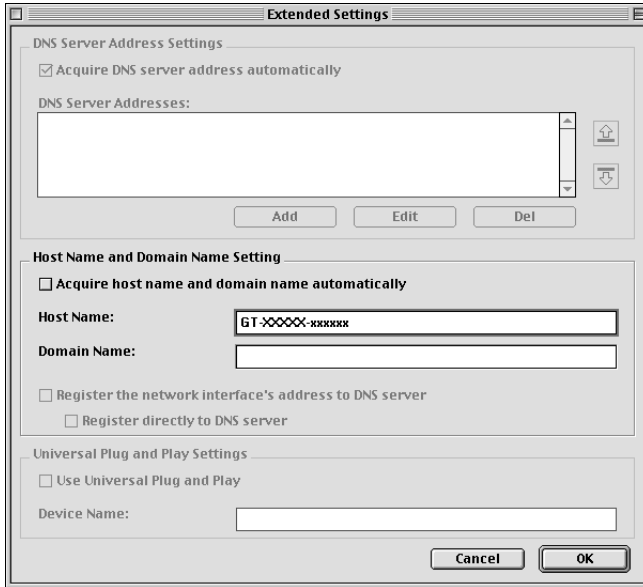 Extended Settings
DNS Server Address Settings
Acquire DNS server address automatically
DNS Server Addresses:
Add Edit Del
Host Name and Domain Name Setting
Acquire host name and domain name automatically
Host Name: GT-XXXXX-xxxxxx
Domain Name:
Register the network interface's address to DNS server
Register directly to DNS server
Universal Plug and Play Settings
Use Universal Plug and Play
Device Name:
Cancel OK